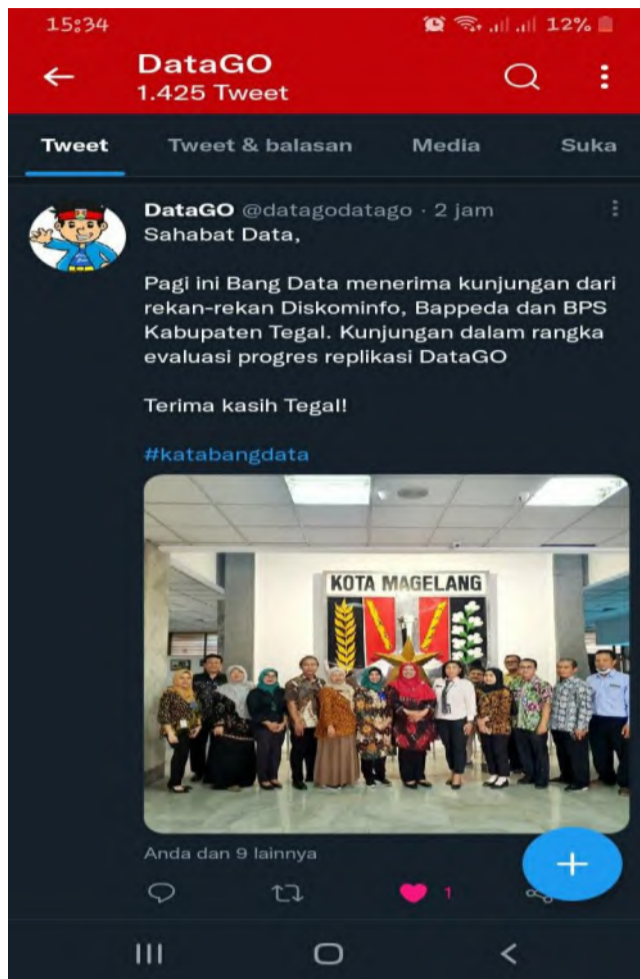 15:34
12%
DataGO
1.425 Tweet
Tweet
Tweet & balasan
Media
Suka
DataGO @datagodatago · 2 jam
Sahabat Data,
Pagi ini Bang Data menerima kunjungan dari
rekan-rekan Diskominfo, Bappeda dan BPS
Kabupaten Tegal. Kunjungan dalam rangka
evaluasi progres replikasi DataGO
Terima kasih Tegal!
#katabangdata
KOTA MAGELANG
Anda dan 9 lainnya
1